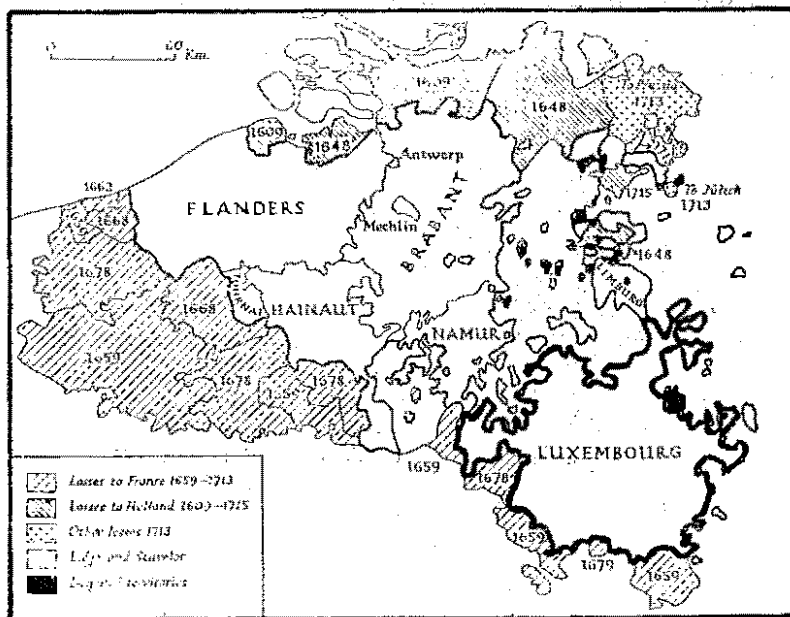 0 60
Km.
1609
1648
1713
1609
1648
Antwerp
1715
To Jülich
1713
1662
1668
FLANDERS
Mechlin
BRABANT
1648
1678
LIMBURG
1668
HAINAUT
NAMUR
1659
1678
1678
LUXEMBOURG
1659
1678
1659
1679
1659
Losses to France 1659-1713
Losses to Holland 1609-1715
Other losses 1713
Liège and Stavelot